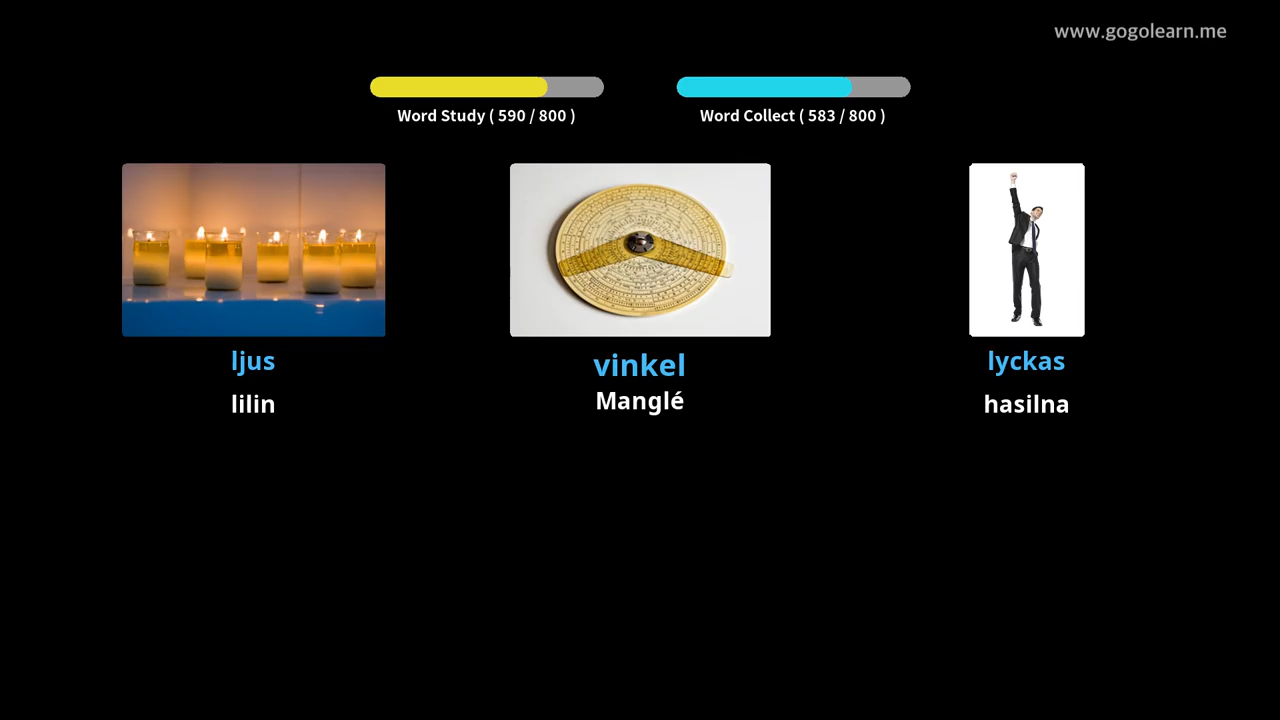 www.gogolearn.me
Word Study ( 590 / 800 )
Word Collect ( 583 / 800 )
ljus
vinkel
lyckas
lilin
Manglé
hasilna